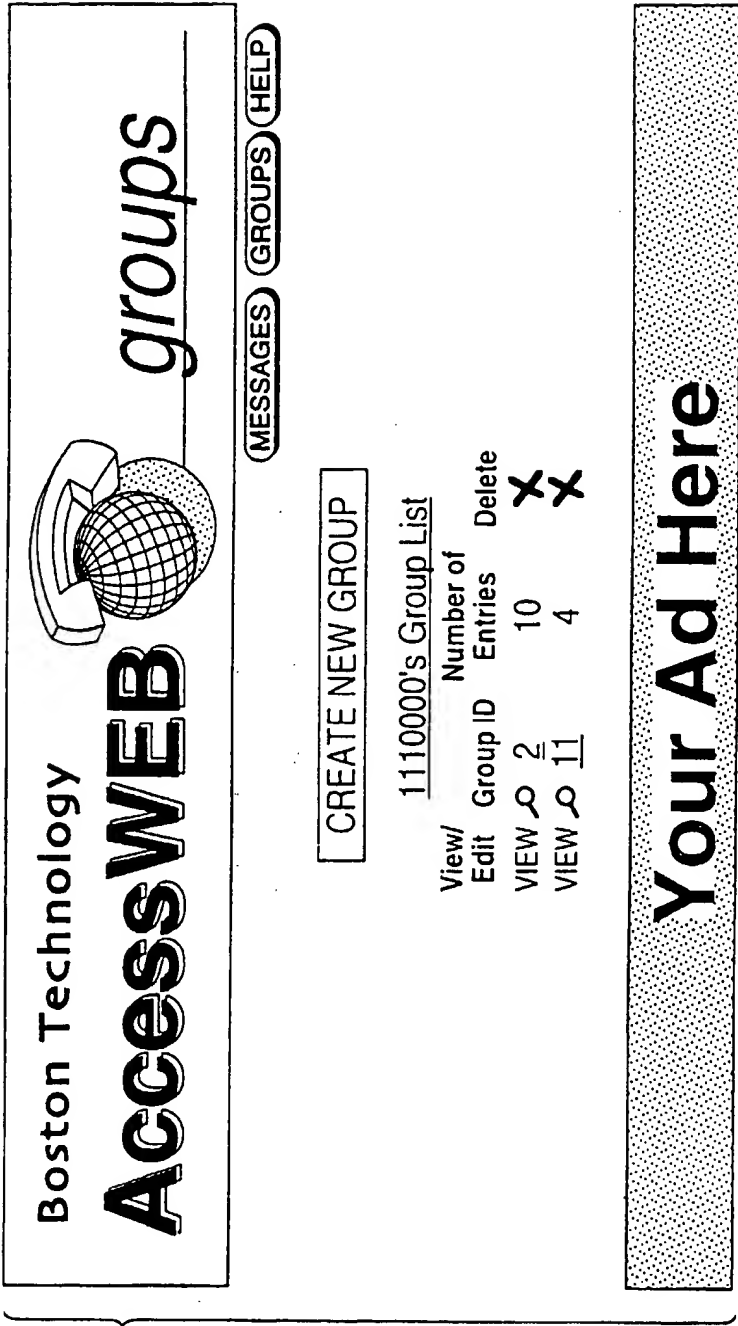 Boston Technology
AccessWEB groups
MESSAGES GROUPS HELP
CREATE NEW GROUP
1110000's Group List
View/ Number of
Edit Group ID Entries Delete
VIEW 2 10 X
VIEW 11 4 X
Your Ad Here